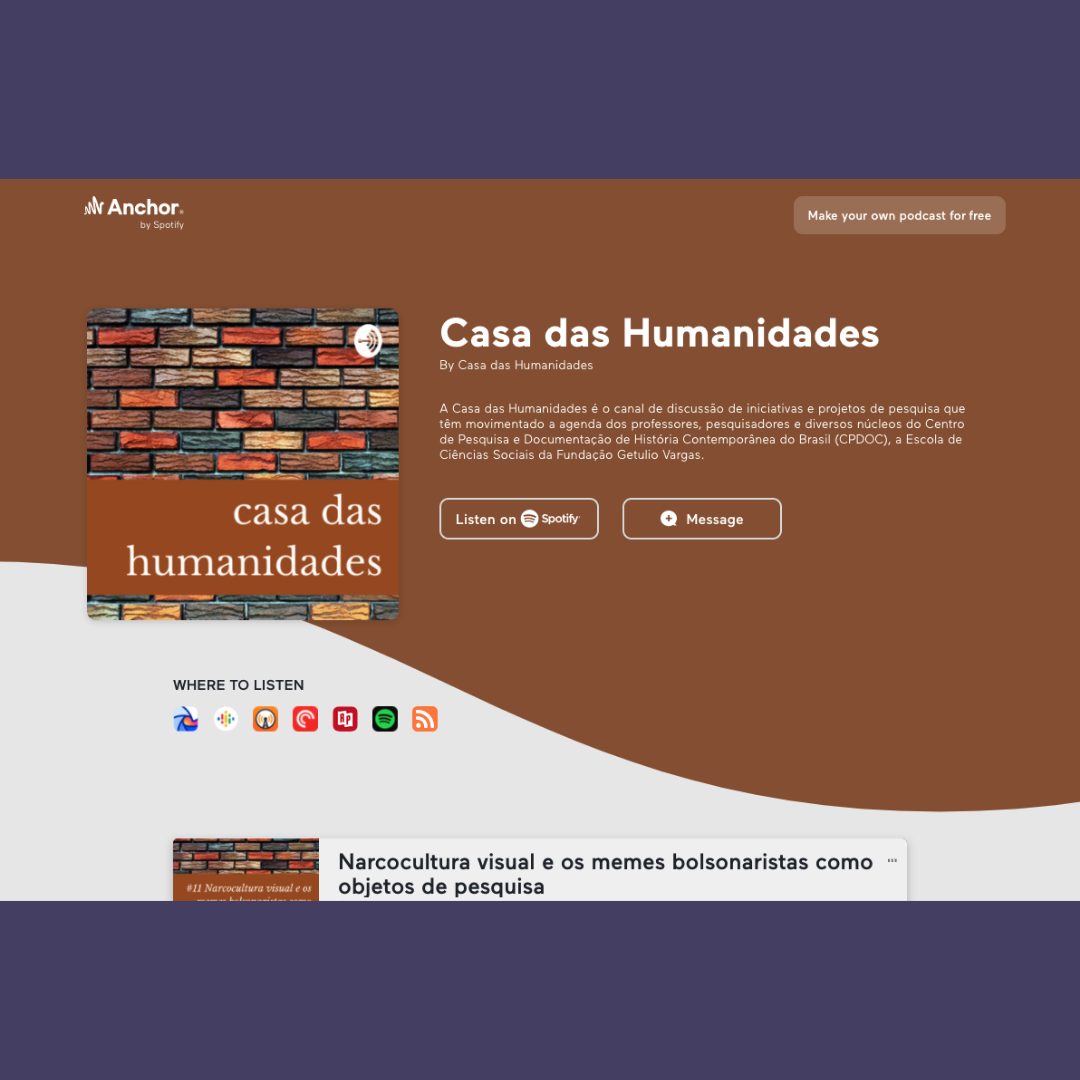 Anchor
by Spotify
Make your own podcast for free
casa das
humanidades
Casa das Humanidades
By Casa das Humanidades
A Casa das Humanidades é o canal de discussão de iniciativas e projetos de pesquisa que
têm movimentado a agenda dos professores, pesquisadores e diversos núcleos do Centro
de Pesquisa e Documentação de História Contemporânea do Brasil (CPDOC), a Escola de
Ciências Sociais da Fundação Getulio Vargas.
Listen on Spotify
Message
WHERE TO LISTEN
#11 Narcocultura visual e os
memes bolsonaristas como
Narcocultura visual e os memes bolsonaristas como
objetos de pesquisa